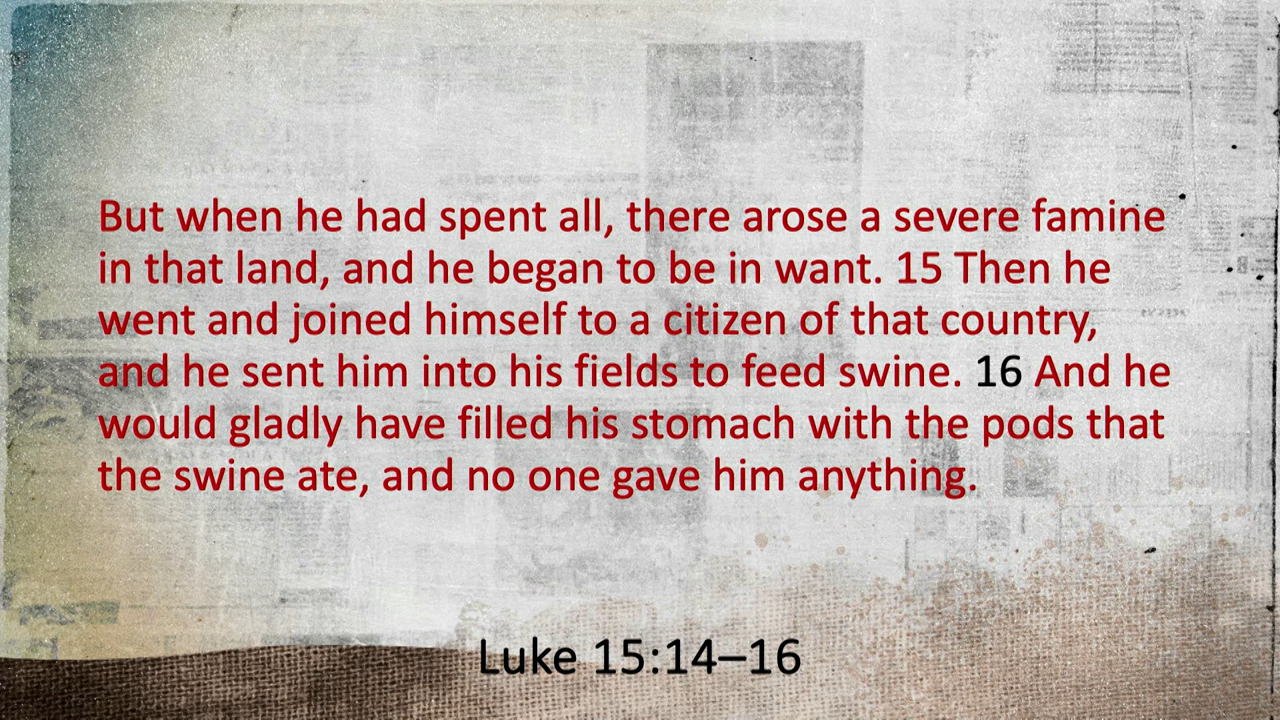 But when he had spent all, there arose a severe famine
in that land, and he began to be in want. 15 Then he
went and joined himself to a citizen of that country,
and he sent him into his fields to feed swine. 16 And he
would gladly have filled his stomach with the pods that
the swine ate, and no one gave him anything.
Luke 15:14–16